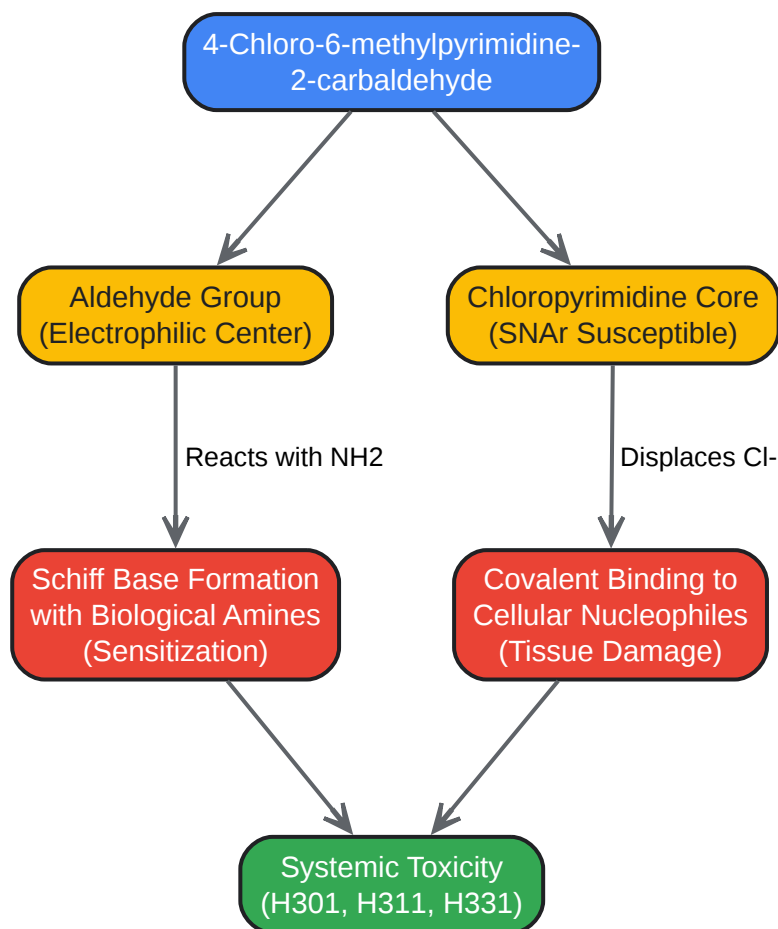 4-Chloro-6-methylpyrimidine-
2-carbaldehyde
Aldehyde Group
(Electrophilic Center)
Chloropyrimidine Core
(SNAr Susceptible)
Reacts with NH2
Displaces Cl-
Schiff Base Formation
with Biological Amines
(Sensitization)
Covalent Binding to
Cellular Nucleophiles
(Tissue Damage)
Systemic Toxicity
(H301, H311, H331)